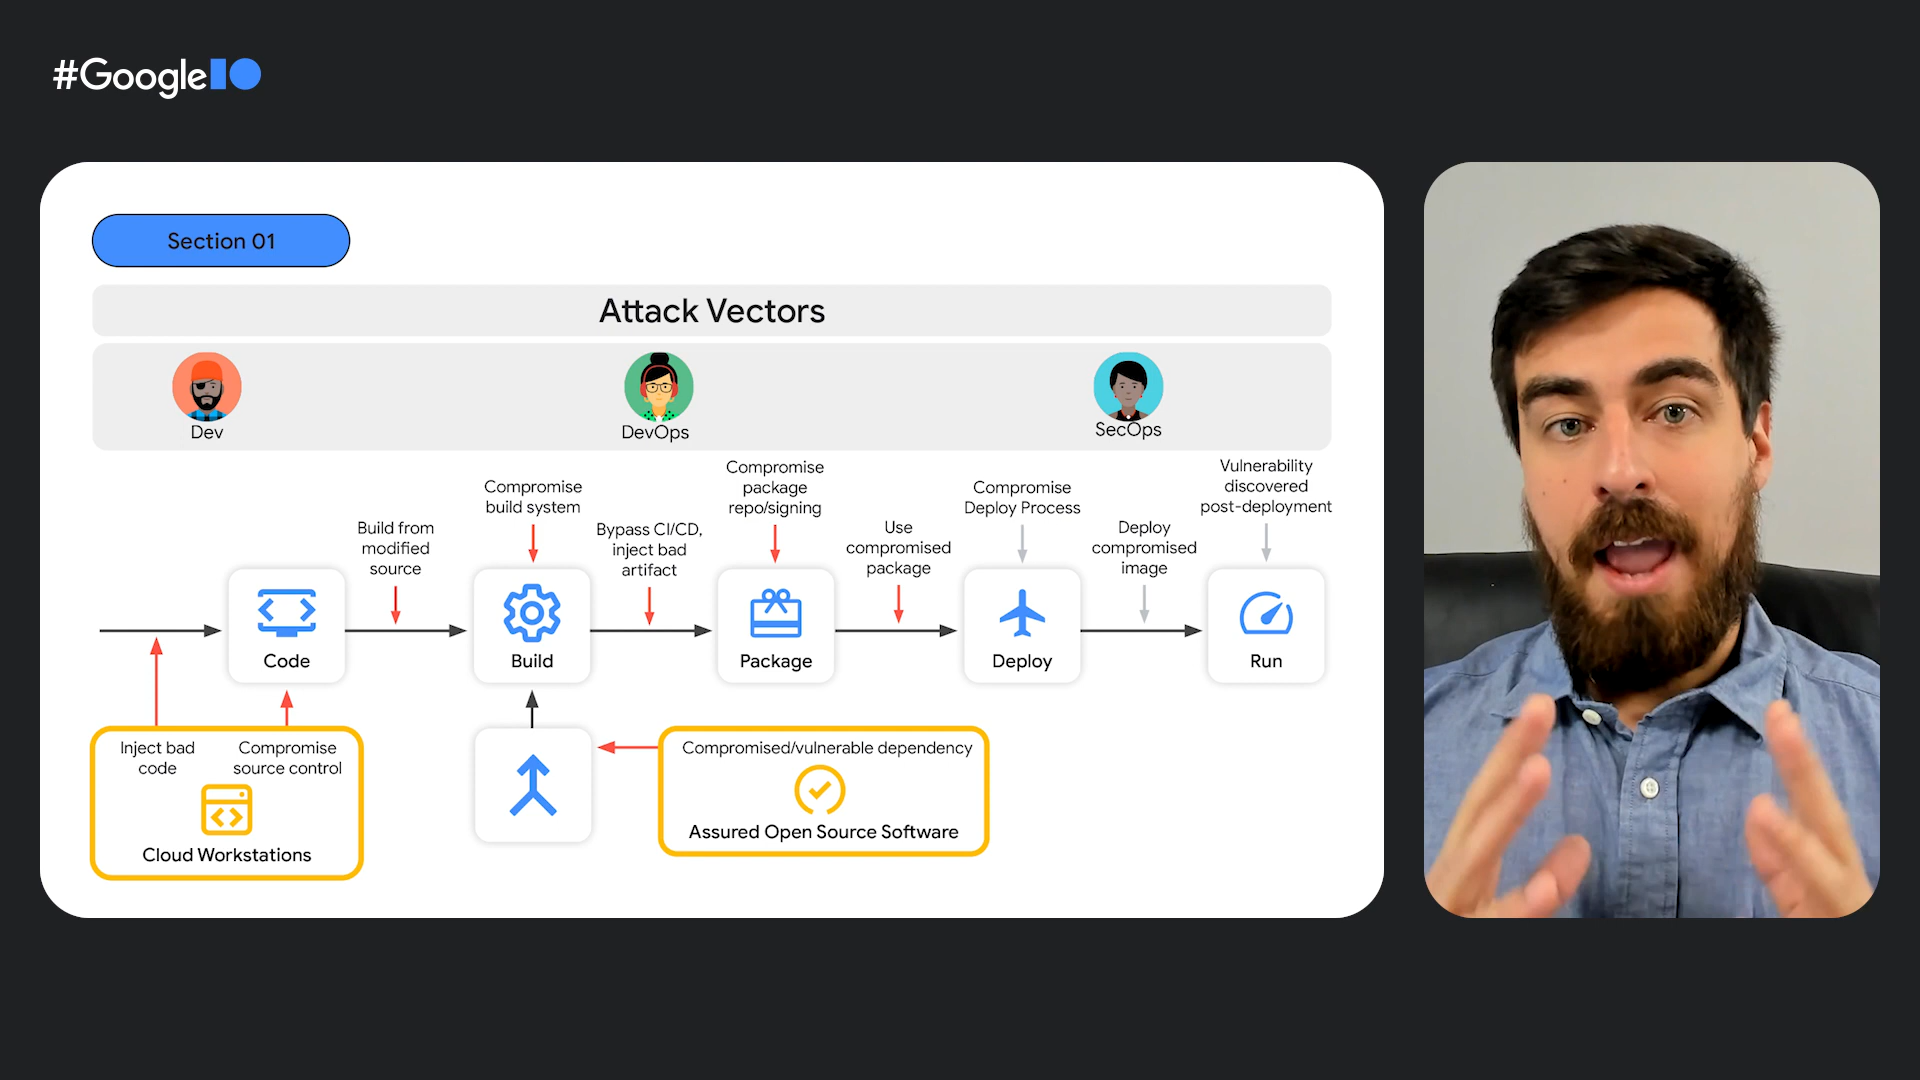 #GoogleIO
Section 01
Attack Vectors
Dev
DevOps
SecOps
Build from
modified
source
Compromise
build system
Bypass CI/CD,
inject bad
artifact
Compromise
package
repo/signing
Use
compromised
package
Compromise
Deploy Process
Deploy
compromised
image
Vulnerability
discovered
post-deployment
Code
Build
Package
Deploy
Run
Inject bad
code
Compromise
source control
Cloud Workstations
Compromised/vulnerable dependency
Assured Open Source Software